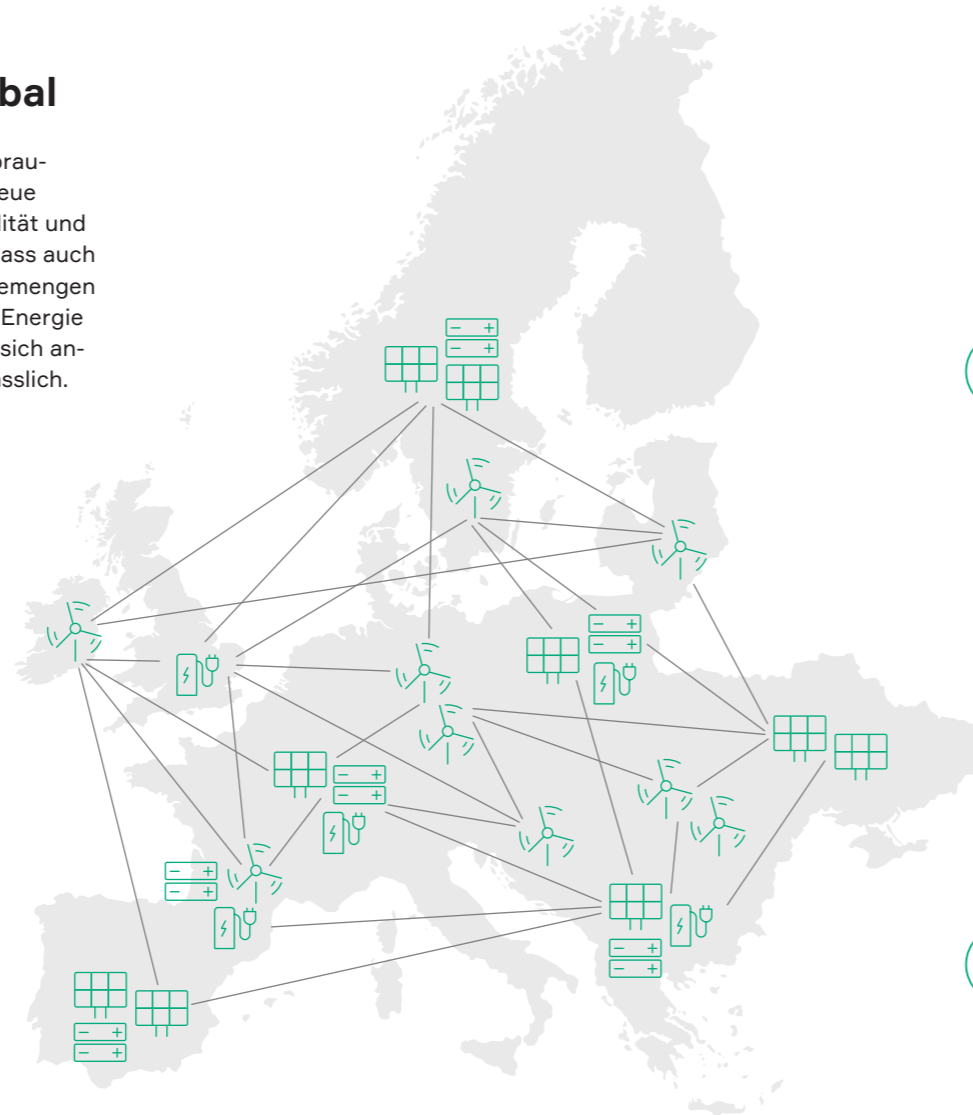 bal
brau-
eue
lität und
ass auch
emengen
Energie
sich an-
sslich.